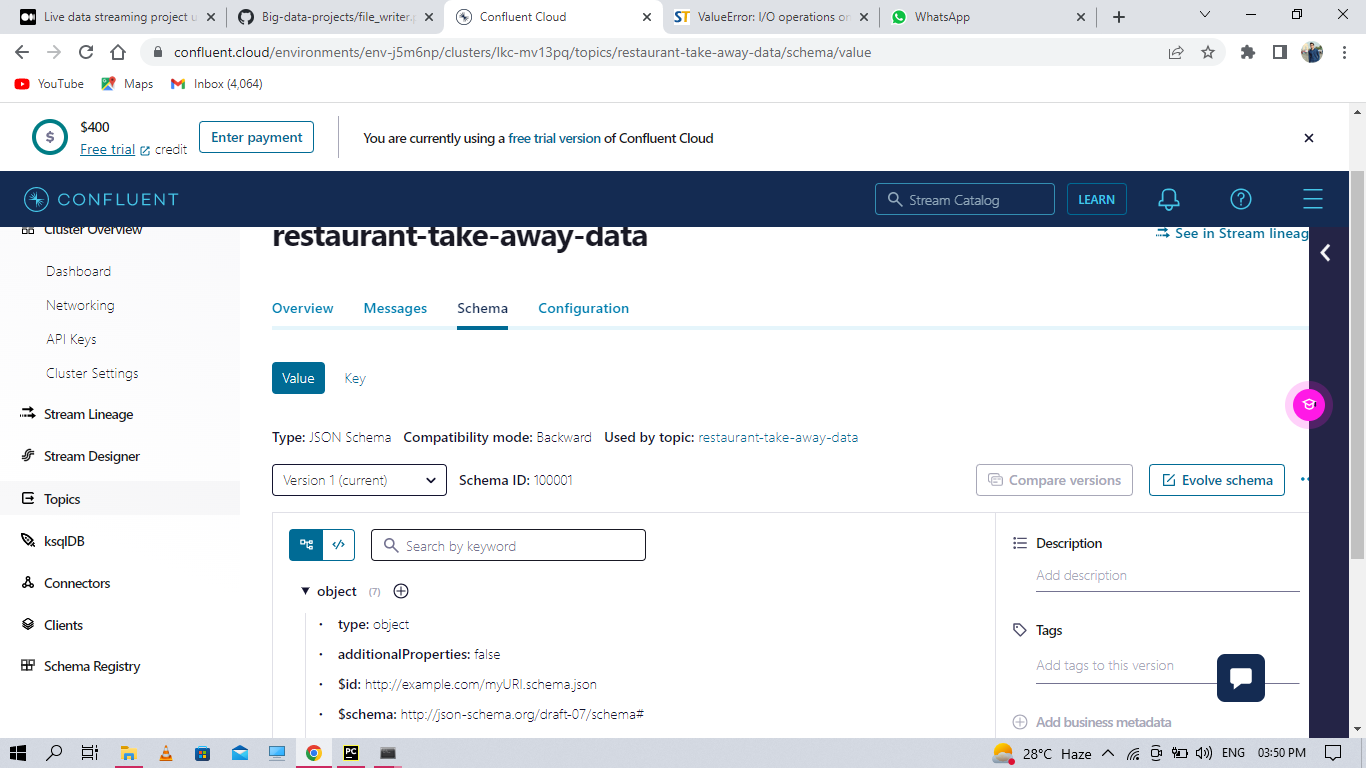 Live data streaming project u
Big-data-projects/file_writer.p
Confluent Cloud
ValueError: I/O operations on
WhatsApp
confluent.cloud/environments/env-j5m6np/clusters/lkc-mv13pq/topics/restaurant-take-away-data/schema/value
YouTube
Maps
Inbox (4,064)
$
$400
Free trial credit
Enter payment
You are currently using a free trial version of Confluent Cloud
CONFLUENT
Stream Catalog
LEARN
Cluster Overview
restaurant-take-away-data
See in Stream lineag
Dashboard
Networking
API Keys
Cluster Settings
Stream Lineage
Stream Designer
Topics
ksqlDB
Connectors
Clients
Schema Registry
Overview
Messages
Schema
Configuration
Value
Key
Type: JSON Schema Compatibility mode: Backward Used by topic: restaurant-take-away-data
Version 1 (current)
Schema ID: 100001
Compare versions
Evolve schema
</>
Search by keyword
object (7)
type: object
additionalProperties: false
$id: http://example.com/myURI.schema.json
$schema: http://json-schema.org/draft-07/schema#
Description
Add description
Tags
Add tags to this version
Add business metadata
PC
28°C Haze
ENG
03:50 PM